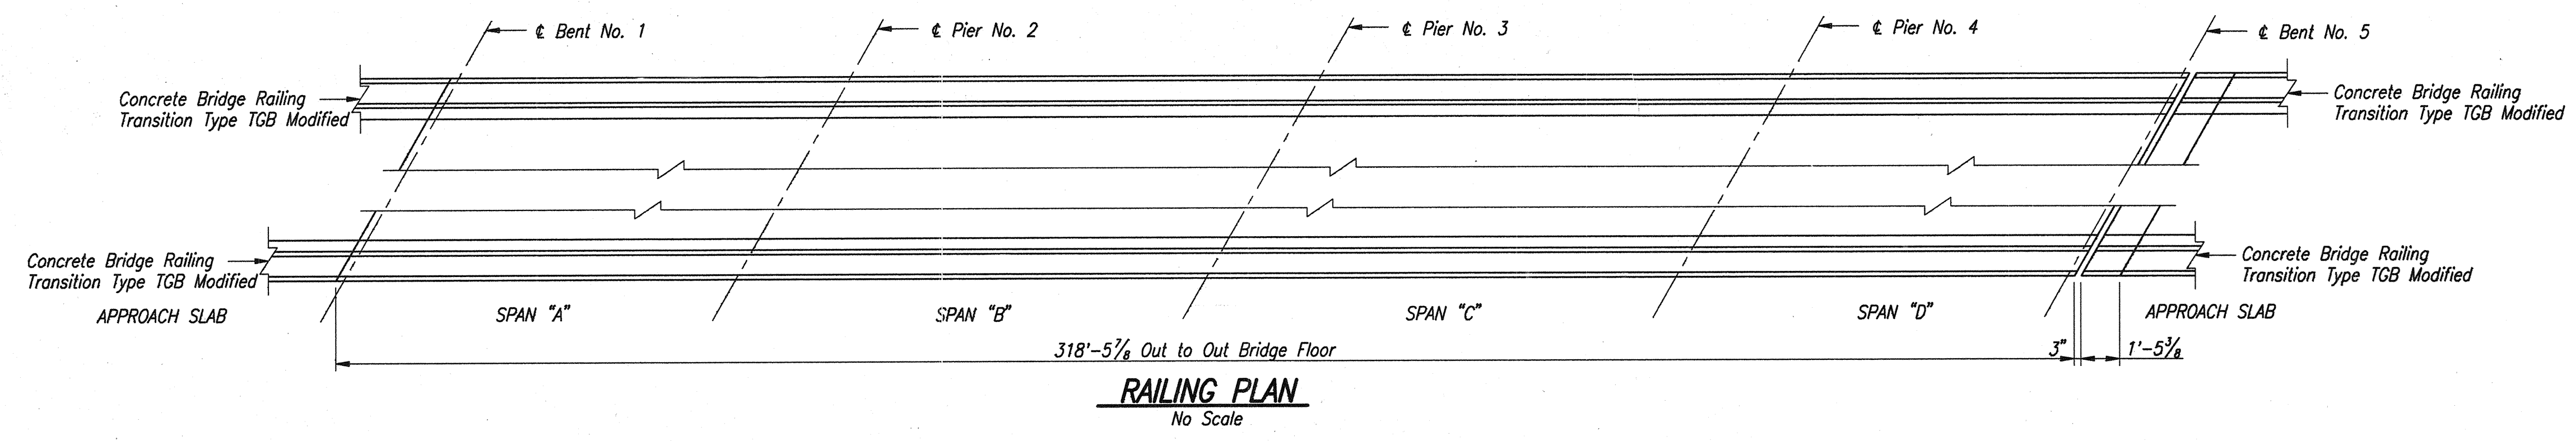 ℄ Bent No. 1
℄ Pier No. 2
℄ Pier No. 3
℄ Pier No. 4
℄ Bent No. 5
Concrete Bridge Railing
Transition Type TGB Modified
Concrete Bridge Railing
Transition Type TGB Modified
Concrete Bridge Railing
Transition Type TGB Modified
Concrete Bridge Railing
Transition Type TGB Modified
APPROACH SLAB
SPAN "A"
SPAN "B"
SPAN "C"
SPAN "D"
APPROACH SLAB
318'-5⅞ Out to Out Bridge Floor
3"
1'-5⅜
RAILING PLAN
No Scale